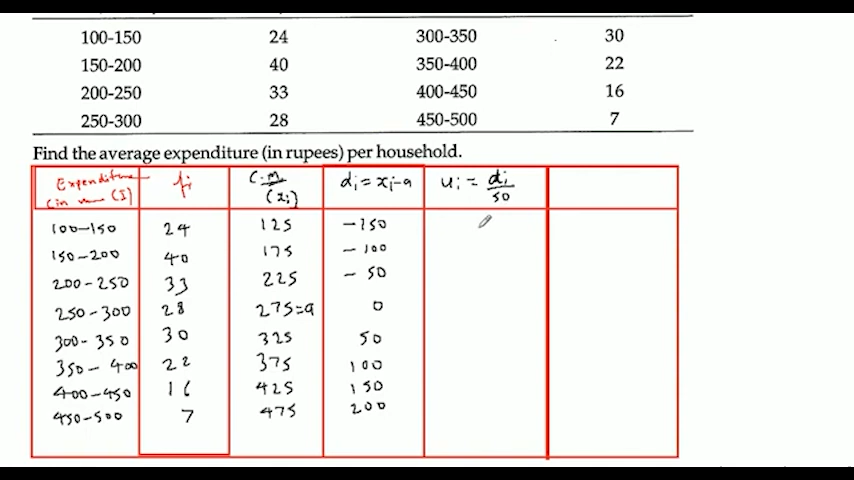 100-150 24 300-350 30
150-200 40 350-400 22
200-250 33 400-450 16
250-300 28 450-500 7
Find the average expenditure (in rupees) per household.
Expenditure fi C.M di = xi-a ui = di/50
(in (I) (xi)
100-150 24 125 -150
150-200 40 175 -100
200-250 33 225 -50
250-300 28 275=a 0
300-350 30 325 50
350-400 22 375 100
400-450 16 425 150
450-500 7 475 200